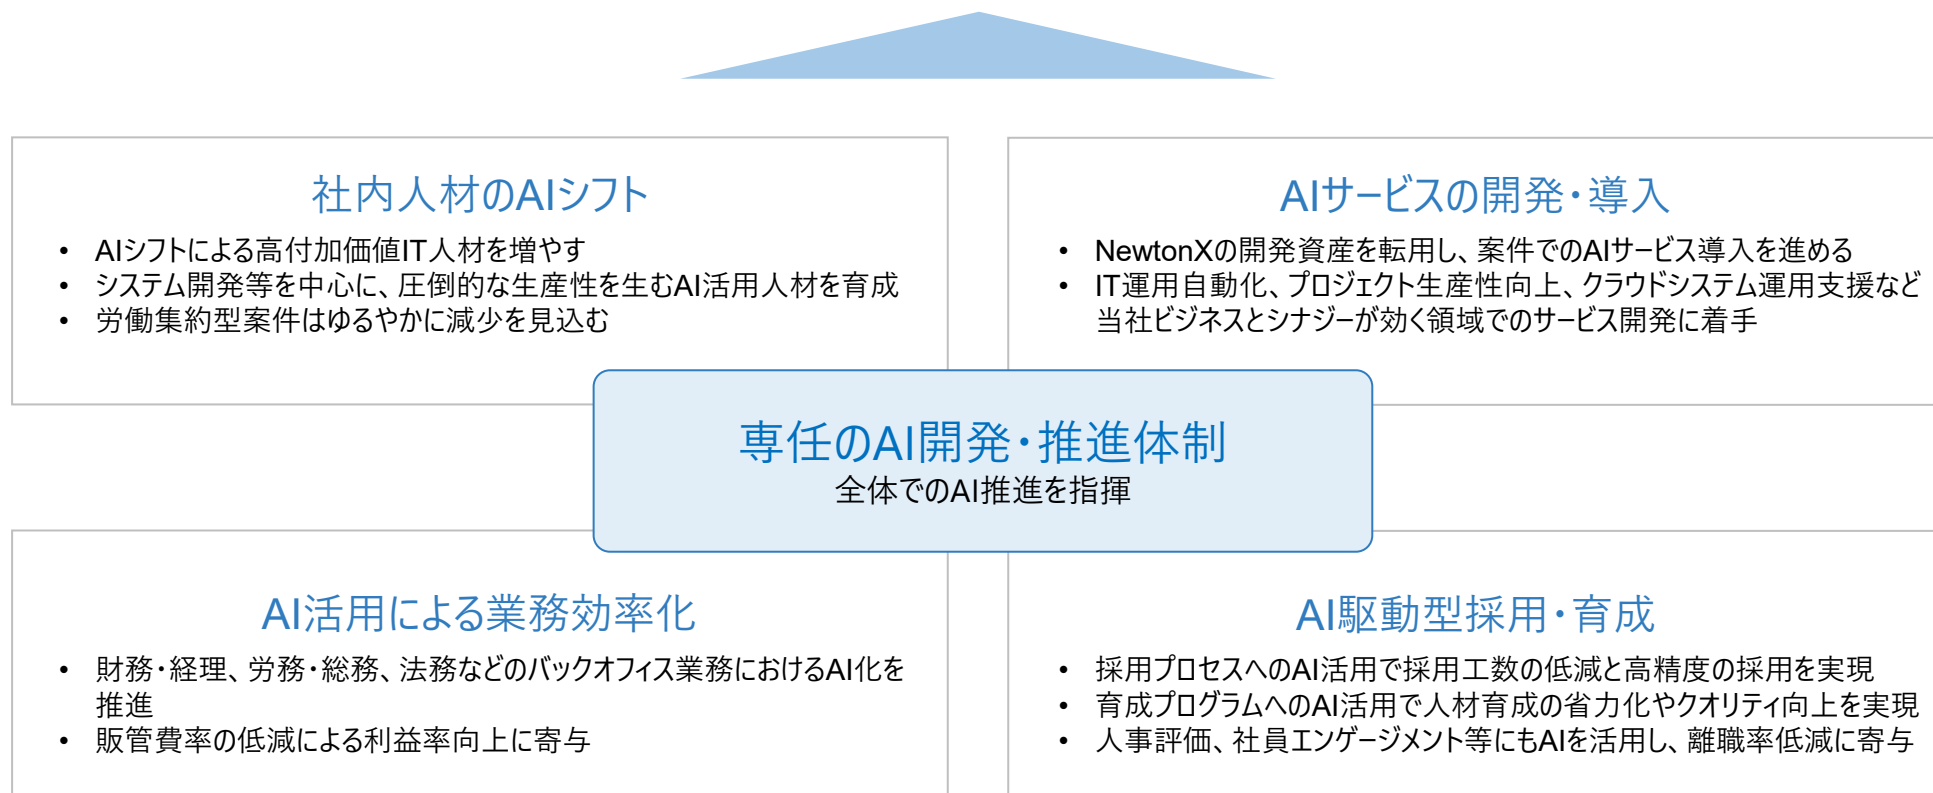 社内人材のAIシフト
• AIシフトによる高付加価値IT人材を増やす
• システム開発等を中心に、圧倒的な生産性を生むAI活用人材を育成
• 労働集約型案件はゆるやかに減少を見込む
AIサービスの開発・導入
• NewtonXの開発資産を転用し、案件でのAIサービス導入を進める
• IT運用自動化、プロジェクト生産性向上、クラウドシステム運用支援など
当社ビジネスとシナジーが効く領域でのサービス開発に着手
専任のAI開発・推進体制
全体でのAI推進を指揮
AI活用による業務効率化
• 財務・経理、労務・総務、法務などのバックオフィス業務におけるAI化を
推進
• 販管費率の低減による利益率向上に寄与
AI駆動型採用・育成
• 採用プロセスへのAI活用で採用工数の低減と高精度の採用を実現
• 育成プログラムへのAI活用で人材育成の省力化やクオリティ向上を実現
• 人事評価、社員エンゲージメント等にもAIを活用し、離職率低減に寄与